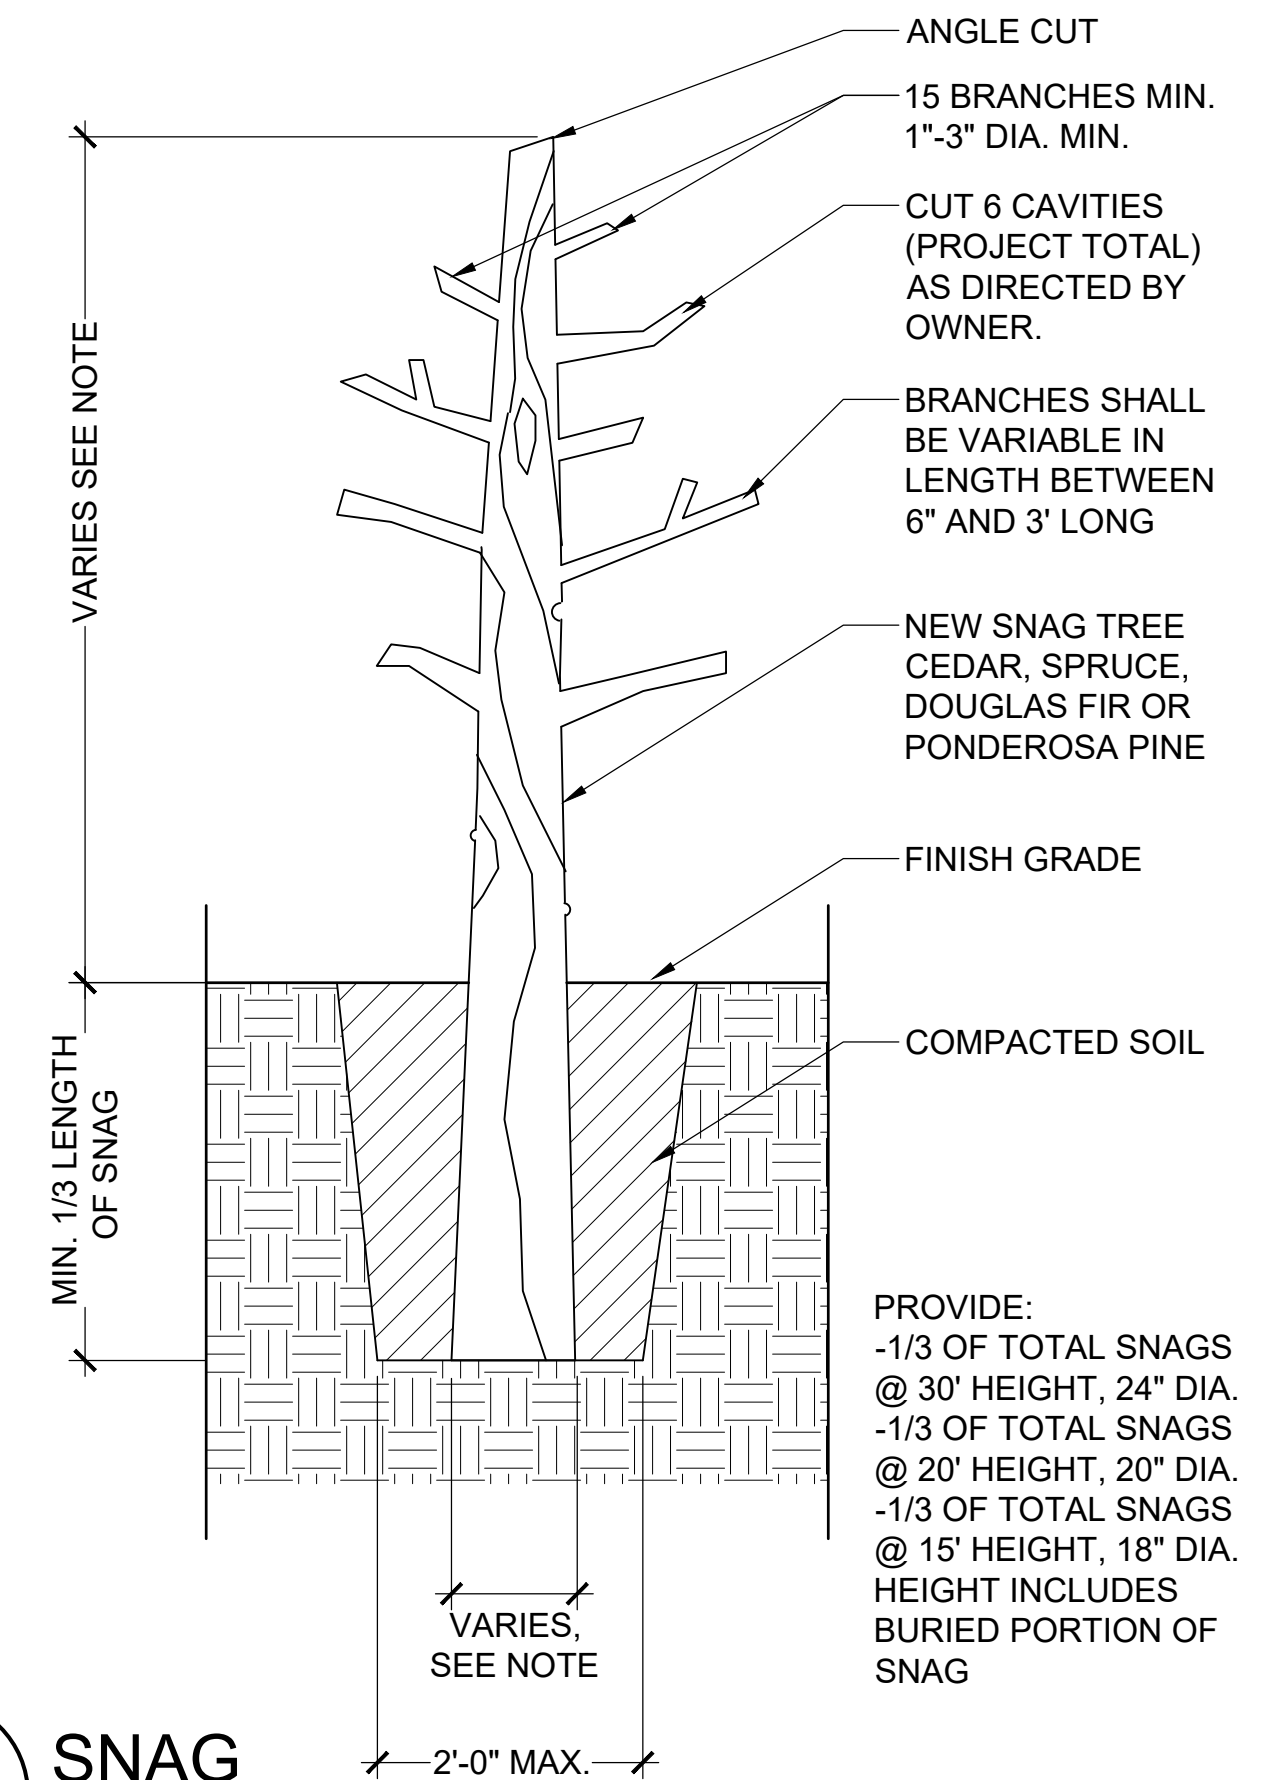 ANGLE CUT
15 BRANCHES MIN.
1"-3" DIA. MIN.
CUT 6 CAVITIES
(PROJECT TOTAL)
AS DIRECTED BY
OWNER.
BRANCHES SHALL
BE VARIABLE IN
LENGTH BETWEEN
6" AND 3' LONG
NEW SNAG TREE
CEDAR, SPRUCE,
DOUGLAS FIR OR
PONDEROSA PINE
FINISH GRADE
COMPACTED SOIL
VARIES SEE NOTE
MIN. 1/3 LENGTH
OF SNAG
PROVIDE:
-1/3 OF TOTAL SNAGS
@ 30' HEIGHT, 24" DIA.
-1/3 OF TOTAL SNAGS
@ 20' HEIGHT, 20" DIA.
-1/3 OF TOTAL SNAGS
@ 15' HEIGHT, 18" DIA.
HEIGHT INCLUDES
BURIED PORTION OF
SNAG
VARIES,
SEE NOTE
2'-0" MAX.
SNAG